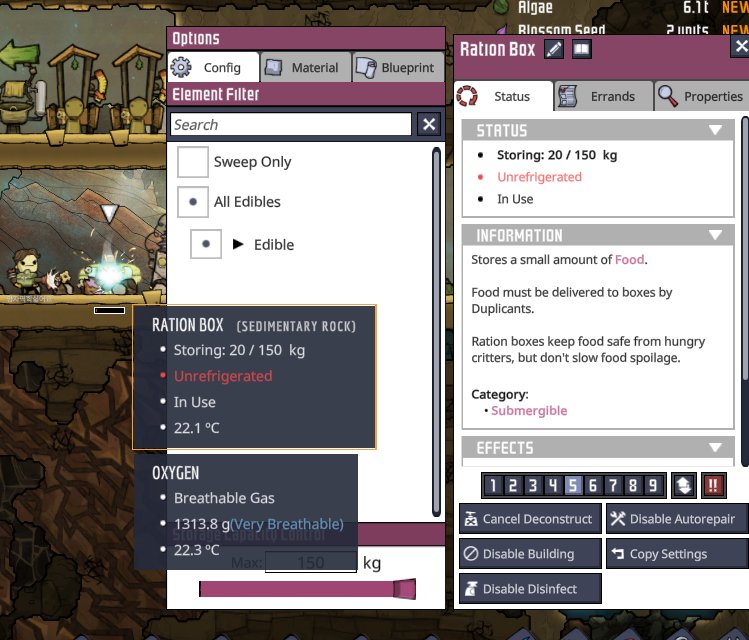 Algae
6.1 t
NEW
Blossom Seed
2 units
NEW
Options
Config
Material
Blueprint
Element Filter
Search
Sweep Only
All Edibles
Edible
RATION BOX (SEDIMENTARY ROCK)
Storing: 20 / 150 kg
Unrefrigerated
In Use
22.1 ºC
OXYGEN
Breathable Gas
1313.8 g(Very Breathable)
22.3 ºC
Storage Capacity Control
Max: 150 kg
Ration Box
Status
Errands
Properties
STATUS
Storing: 20 / 150 kg
Unrefrigerated
In Use
INFORMATION
Stores a small amount of Food.
Food must be delivered to boxes by
Duplicants.
Ration boxes keep food safe from hungry
critters, but don't slow food spoilage.
Category:
• Submergible
EFFECTS
1 2 3 4 5 6 7 8 9 !!
Cancel Deconstruct
Disable Autorepair
Disable Building
Copy Settings
Disable Disinfect